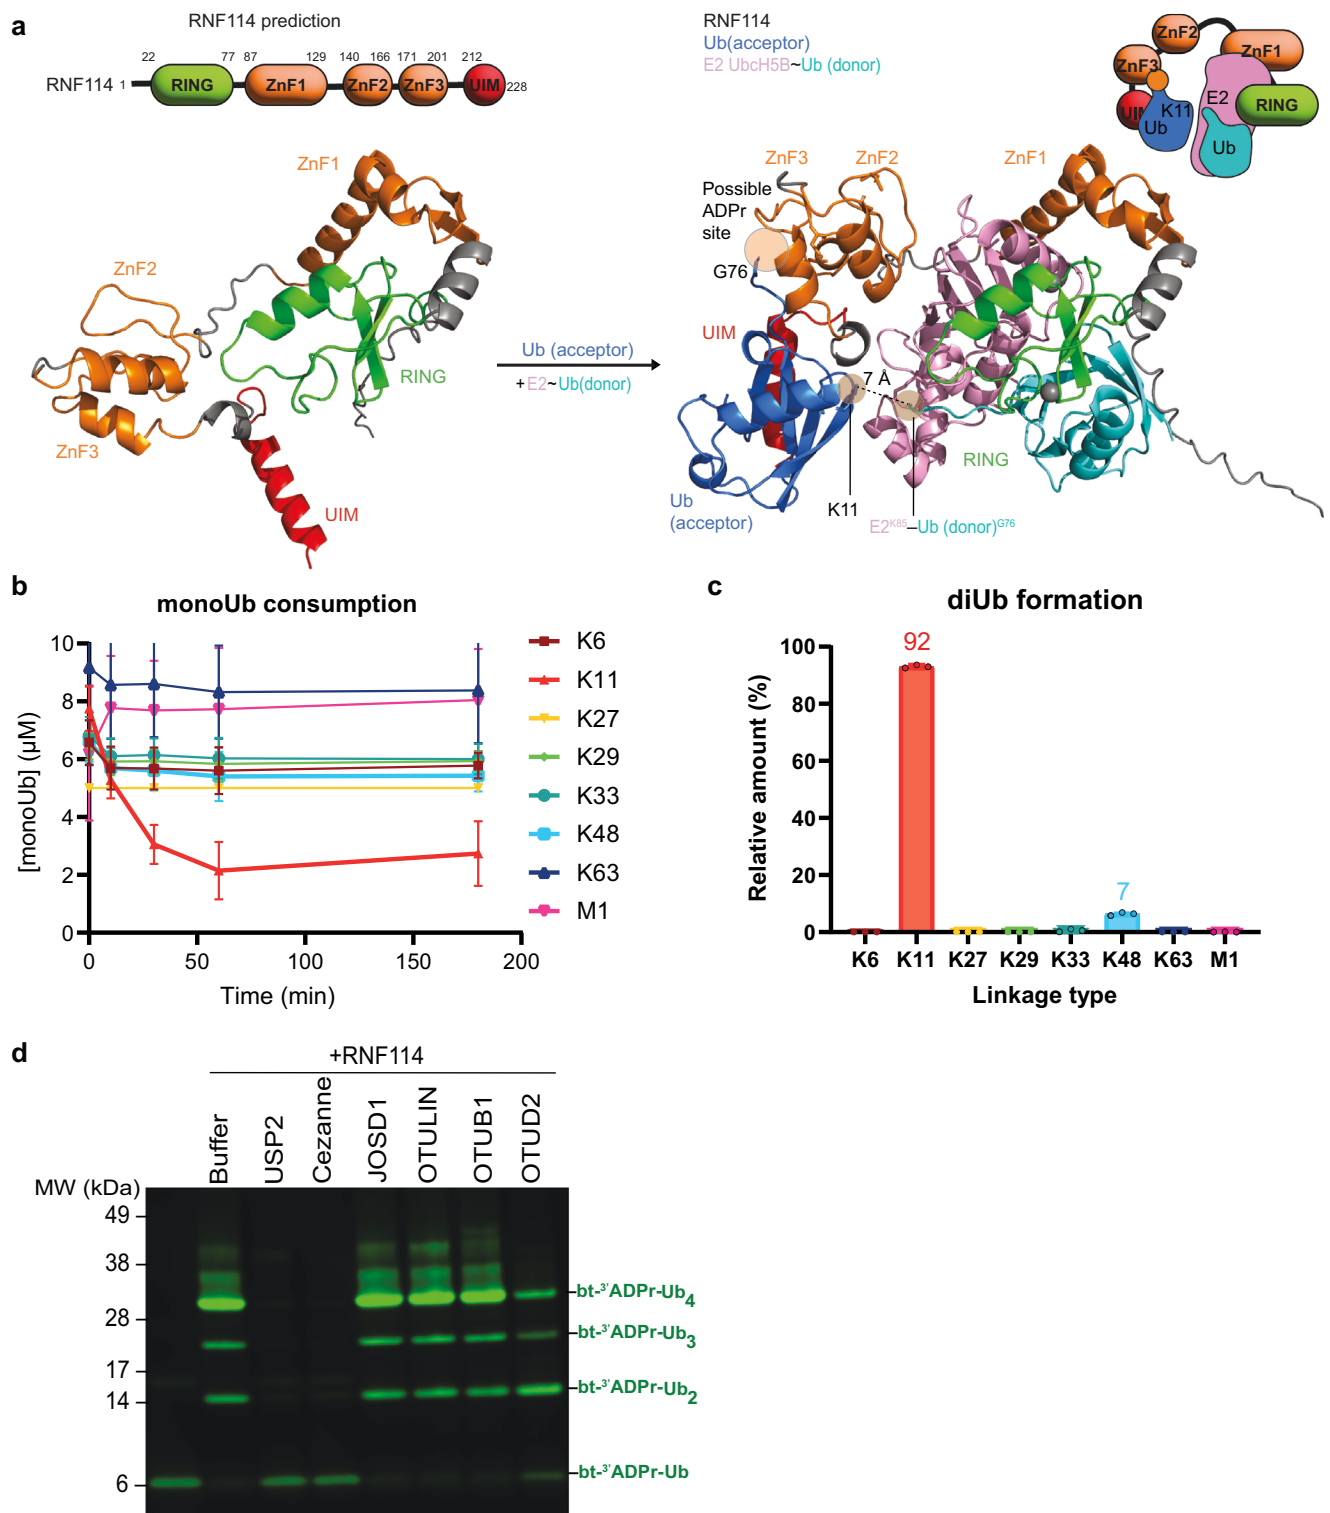 a
RNF114 prediction
22 77 87 129 140 166 171 201 212
RNF114 1 RING ZnF1 ZnF2 ZnF3 UIM 228
ZnF1
ZnF2
ZnF3
RING
UIM
Ub (acceptor)
+E2~Ub(donor)
RNF114
Ub(acceptor)
E2 UbcH5B~Ub (donor)
ZnF2
ZnF1
ZnF3
E2
RING
UIM
K11
Ub
Ub
ZnF3 ZnF2 ZnF1
Possible
ADPr
site
G76
UIM
7 Å
RING
Ub
(acceptor)
K11
E2K85–Ub (donor)G76
b
monoUb consumption
[monoUb] (µM)
10
8
6
4
2
0
0 50 100 150 200
Time (min)
K6
K11
K27
K29
K33
K48
K63
M1
c
diUb formation
Relative amount (%)
100
80
60
40
20
0
92
7
K6 K11 K27 K29 K33 K48 K63 M1
Linkage type
d
+RNF114
Buffer
USP2
Cezanne
JOSD1
OTULIN
OTUB1
OTUD2
MW (kDa)
49
38
28
17
14
6
bt-3'ADPr-Ub4
bt-3'ADPr-Ub3
bt-3'ADPr-Ub2
bt-3'ADPr-Ub